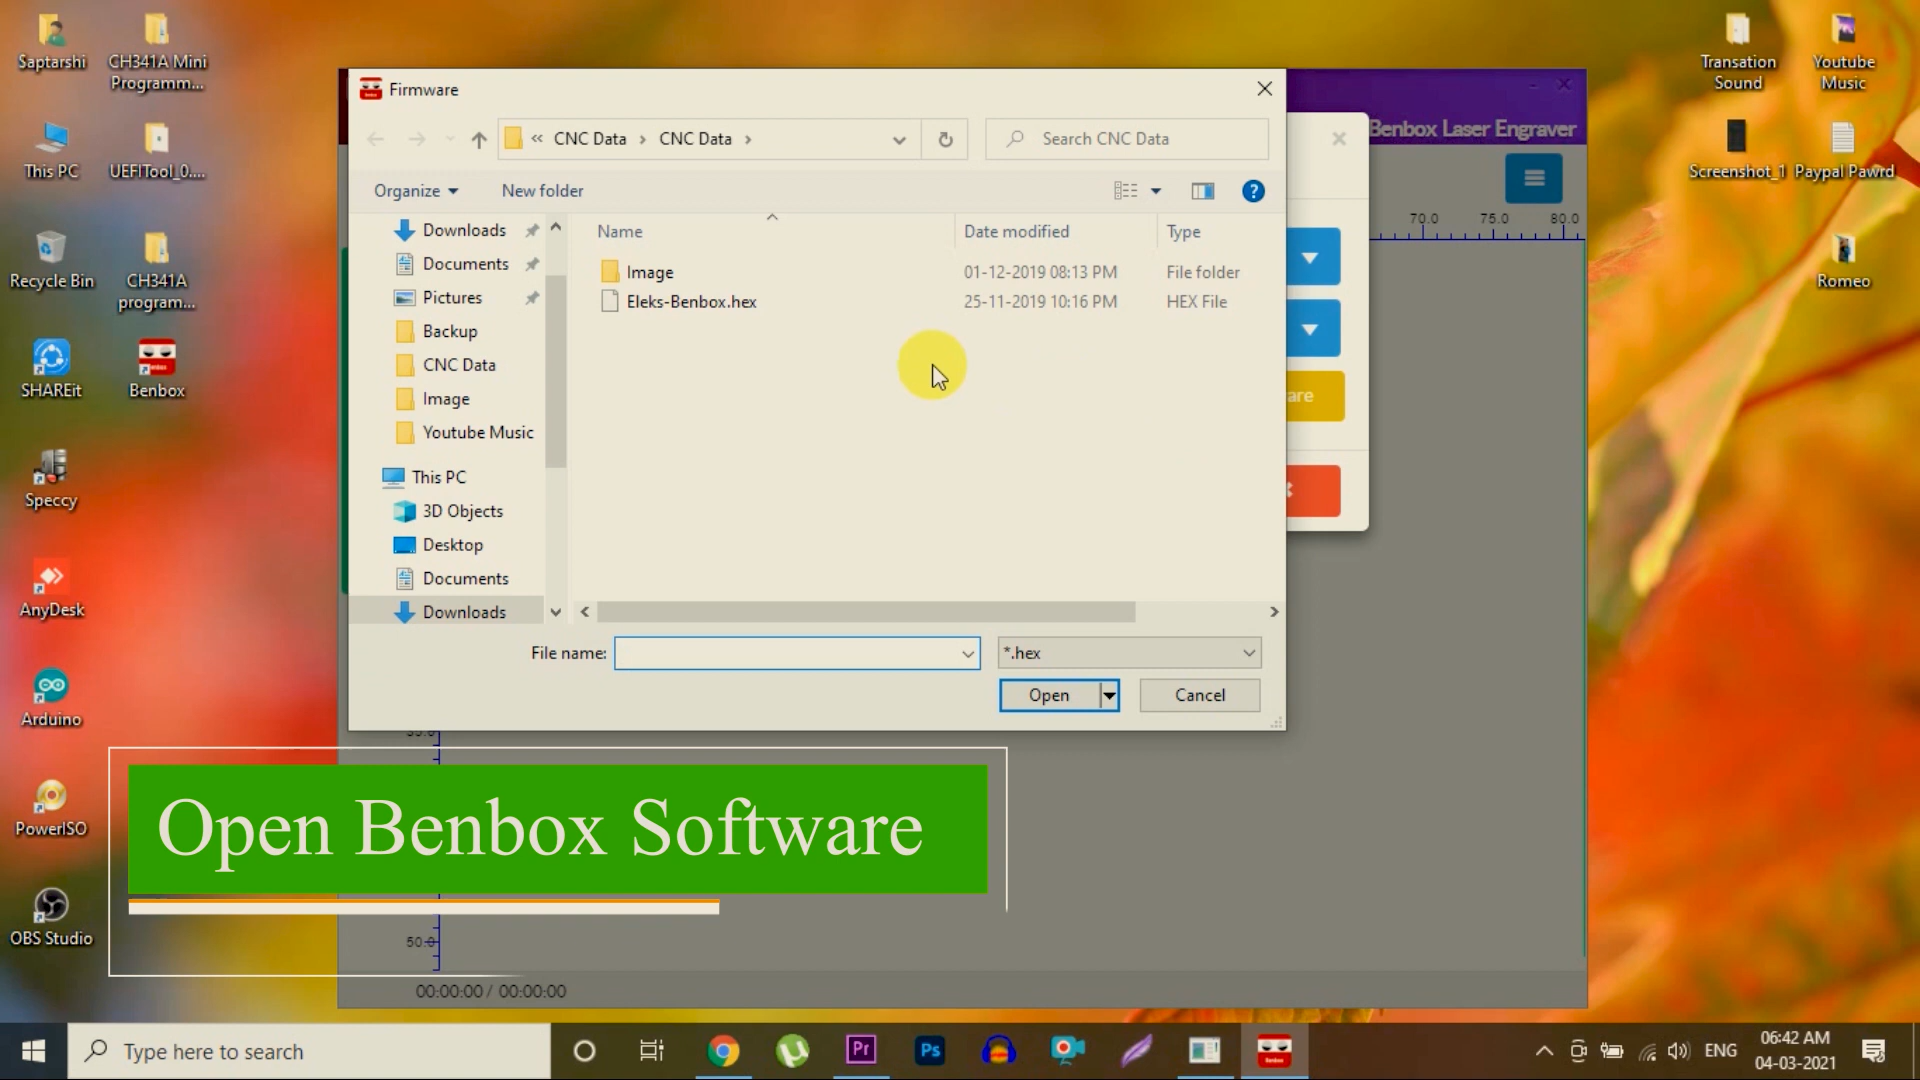 Saptarshi
CH341A Mini
Programm...
This PC
UEFITool_0....
Recycle Bin
CH341A
program...
SHAREit
Benbox
Speccy
AnyDesk
Arduino
PowerISO
OBS Studio
Transation
Sound
Youtube
Music
Screenshot_1
Paypal Pawrd
Romeo
Benbox Laser Engraver
70.0 75.0 80.0
are
Firmware
« CNC Data › CNC Data ›
Search CNC Data
Organize
New folder
Name
Date modified
Type
Image 01-12-2019 08:13 PM File folder
Eleks-Benbox.hex 25-11-2019 10:16 PM HEX File
Downloads
Documents
Pictures
Backup
CNC Data
Image
Youtube Music
This PC
3D Objects
Desktop
Documents
Downloads
File name:
*.hex
Open
Cancel
Open Benbox Software
50.0
00:00:00 / 00:00:00
Type here to search
Pr
Ps
Benbox
ENG
06:42 AM
04-03-2021